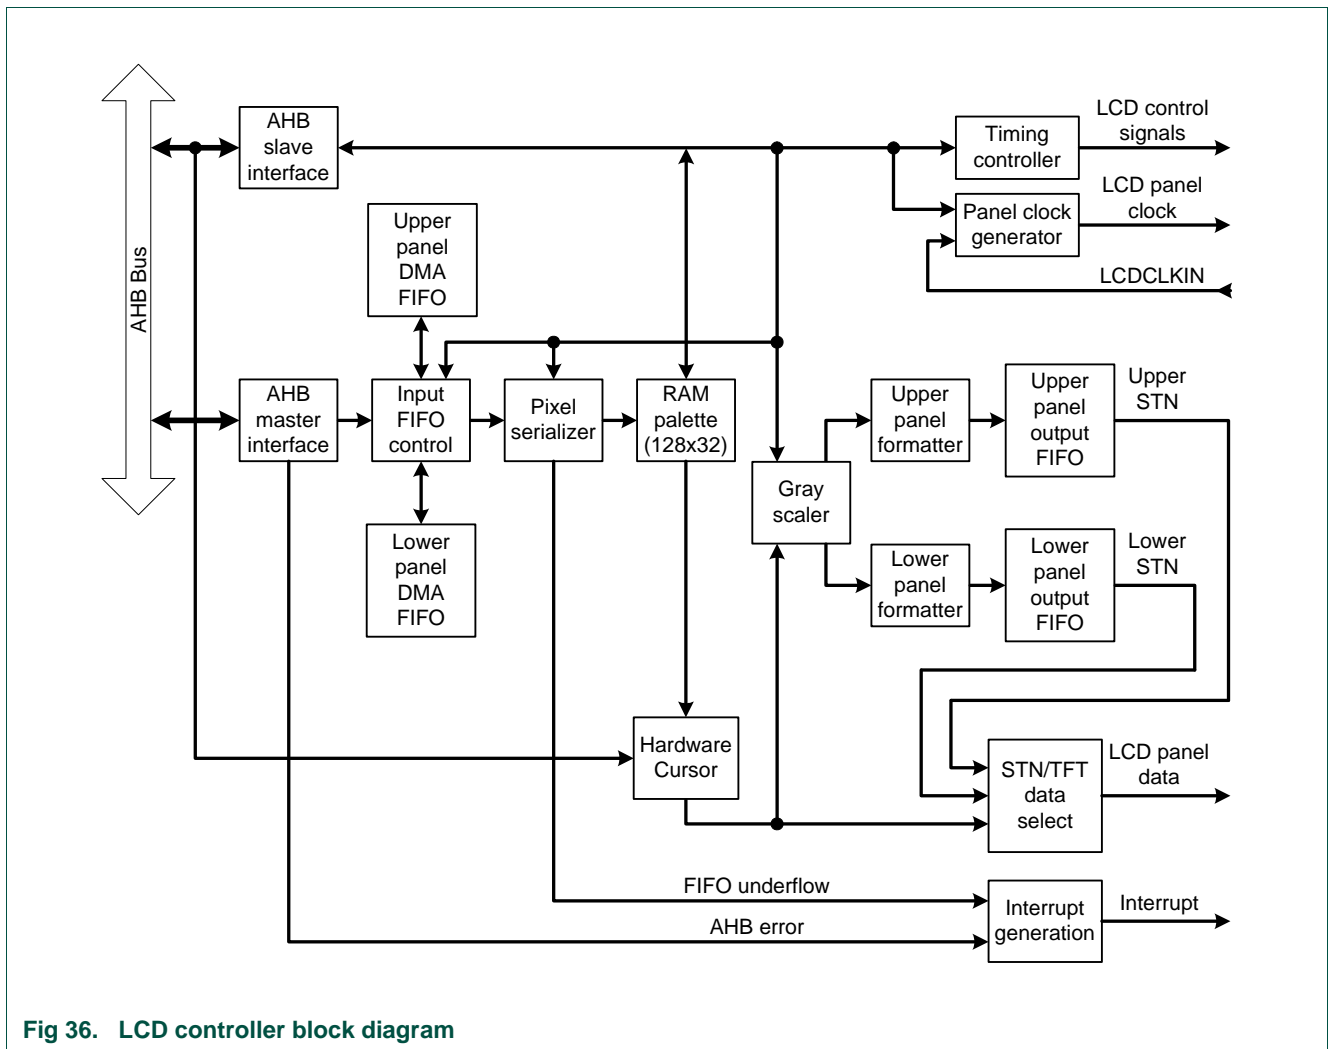 AHB Bus
AHB
slave
interface
Timing
controller
LCD control
signals
Panel clock
generator
LCD panel
clock
LCDCLKIN
Upper
panel
DMA
FIFO
AHB
master
interface
Input
FIFO
control
Pixel
serializer
RAM
palette
(128x32)
Lower
panel
DMA
FIFO
Gray
scaler
Upper
panel
formatter
Upper
panel
output
FIFO
Upper
STN
Lower
panel
formatter
Lower
panel
output
FIFO
Lower
STN
Hardware
Cursor
STN/TFT
data
select
LCD panel
data
FIFO underflow
AHB error
Interrupt
generation
Interrupt
Fig 36. LCD controller block diagram